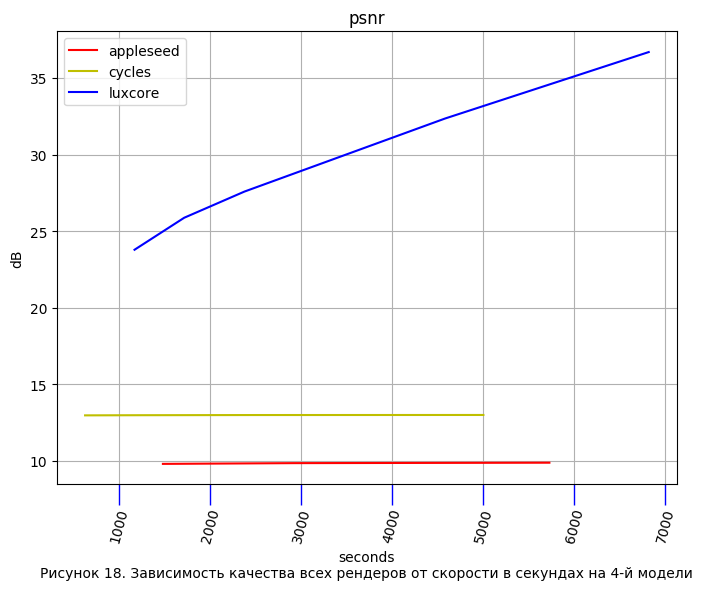 psnr
appleseed
cycles
luxcore
dB
35
30
25
20
15
10
1000
2000
3000
4000
5000
6000
7000
seconds
Рисунок 18. Зависимость качества всех рендеров от скорости в секундах на 4-й модели